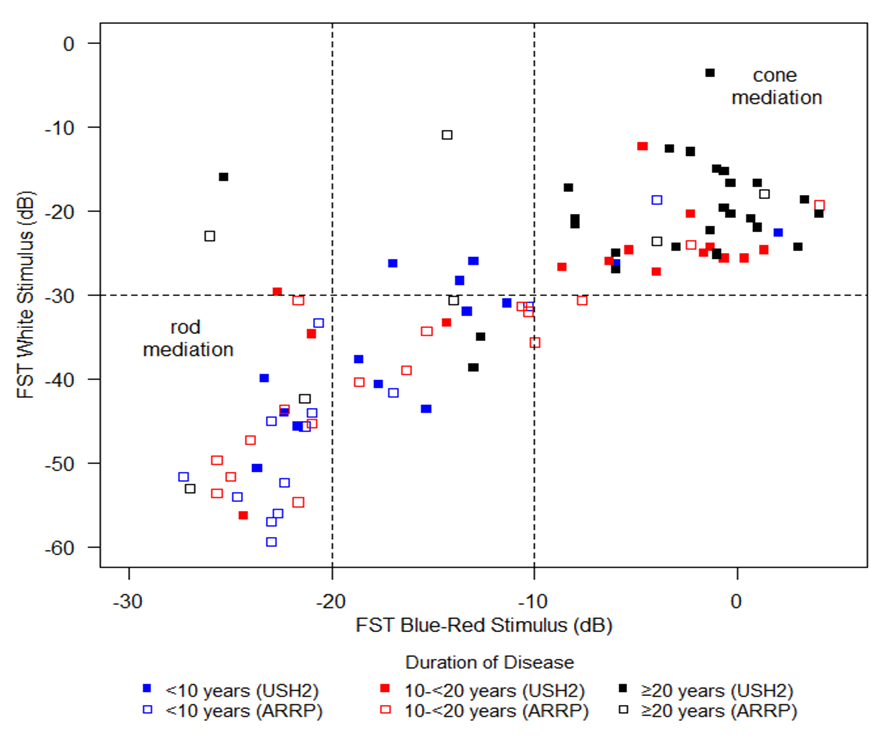 0
-10
-20
-30
-40
-50
-60
FST White Stimulus (dB)
cone
mediation
rod
mediation
-30
-20
-10
0
FST Blue-Red Stimulus (dB)
Duration of Disease
<10 years (USH2)
10-<20 years (USH2)
≥20 years (USH2)
<10 years (ARRP)
10-<20 years (ARRP)
≥20 years (ARRP)